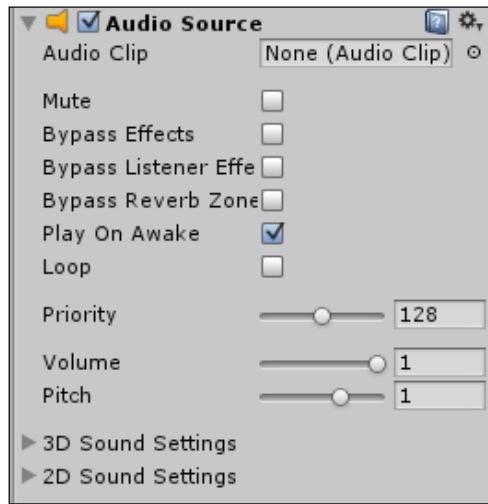 Audio Source
Audio Clip None (Audio Clip)
Mute
Bypass Effects
Bypass Listener Effe
Bypass Reverb Zone
Play On Awake
Loop
Priority 128
Volume 1
Pitch 1
3D Sound Settings
2D Sound Settings